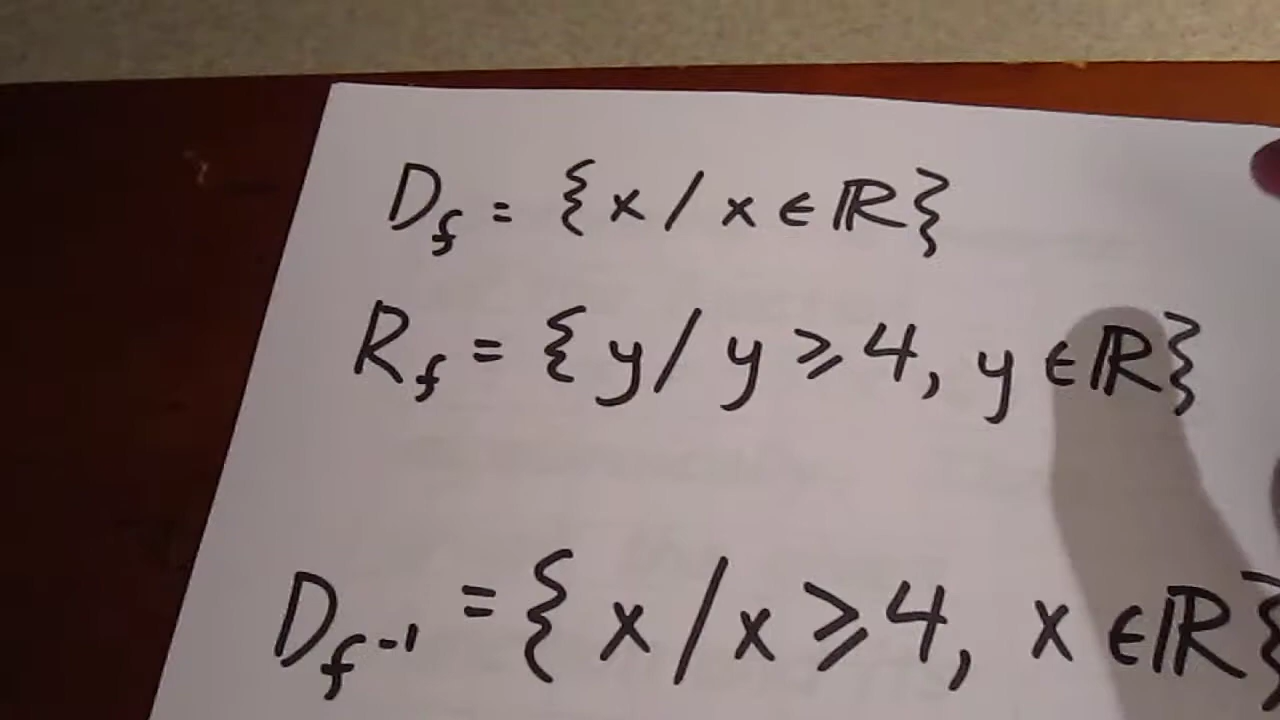 D_f = {x / x ∈ ℝ}
R_f = {y / y ≥ 4, y ∈ ℝ}
D_f⁻¹ = {x / x ≥ 4, x ∈ ℝ}